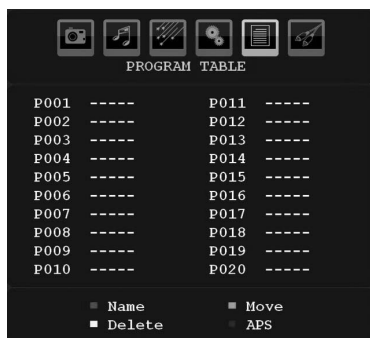 PROGRAM TABLE
P001 ----- P011 -----
P002 ----- P012 -----
P003 ----- P013 -----
P004 ----- P014 -----
P005 ----- P015 -----
P006 ----- P016 -----
P007 ----- P017 -----
P008 ----- P018 -----
P009 ----- P019 -----
P010 ----- P020 -----
Name Move
Delete APS